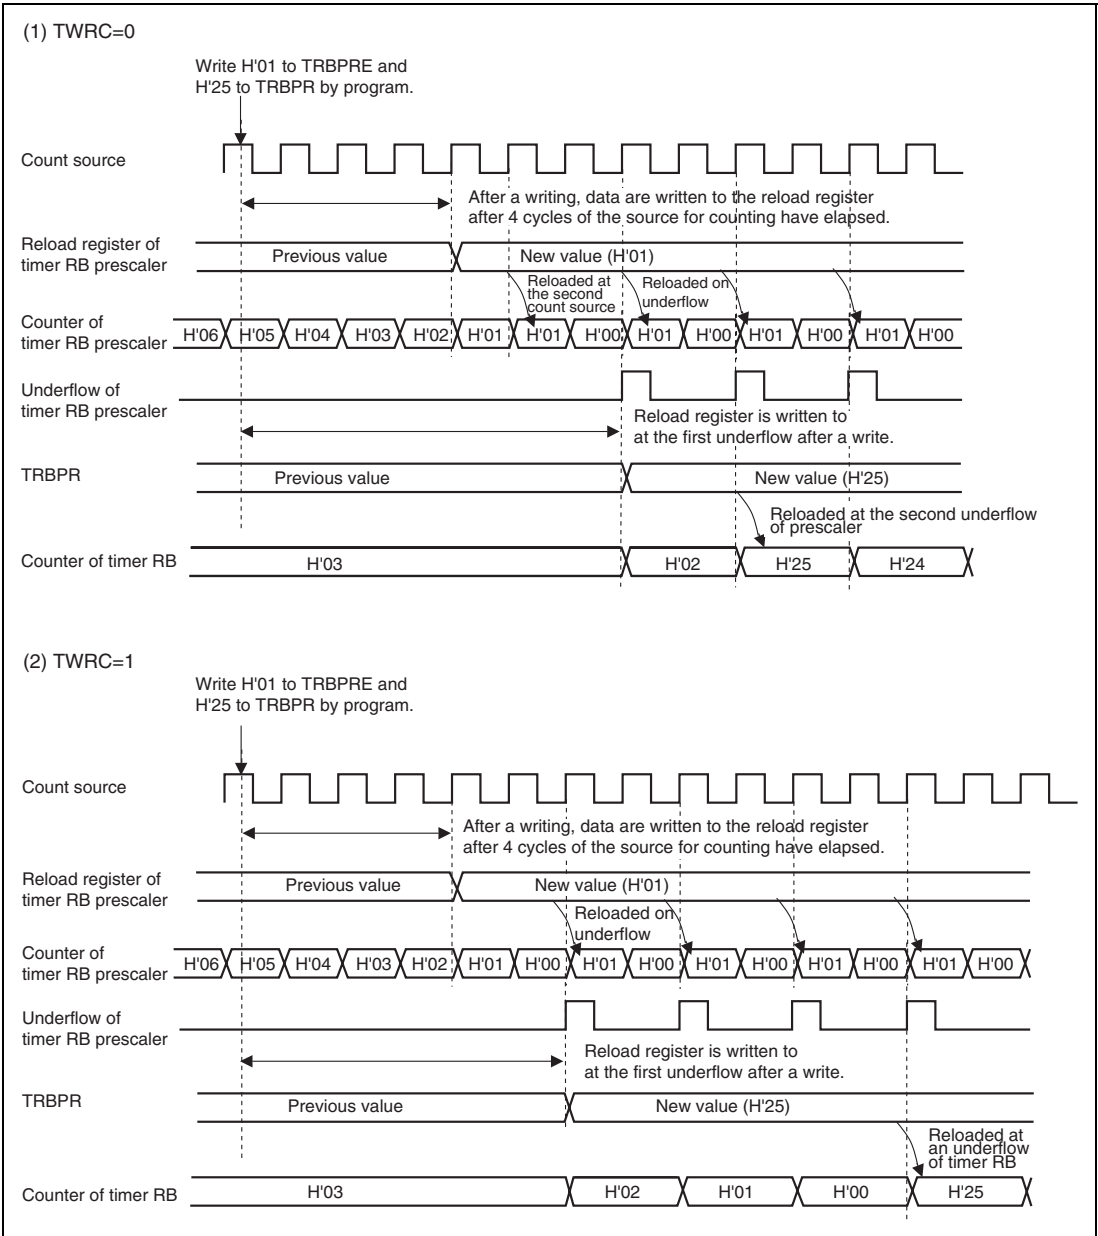 (1) TWRC=0
Write H'01 to TRBPRE and
H'25 to TRBPR by program.
Count source
After a writing, data are written to the reload register
after 4 cycles of the source for counting have elapsed.
Reload register of
timer RB prescaler
Previous value
New value (H'01)
Reloaded at
the second
count source
Reloaded on
underflow
Counter of
timer RB prescaler
H'06 H'05 H'04 H'03 H'02 H'01 H'01 H'00 H'01 H'00 H'01 H'00 H'01 H'00
Underflow of
timer RB prescaler
Reload register is written to
at the first underflow after a write.
TRBPR
Previous value
New value (H'25)
Reloaded at the second underflow
of prescaler
Counter of timer RB
H'03 H'02 H'25 H'24
(2) TWRC=1
Write H'01 to TRBPRE and
H'25 to TRBPR by program.
Count source
After a writing, data are written to the reload register
after 4 cycles of the source for counting have elapsed.
Reload register of
timer RB prescaler
Previous value
New value (H'01)
Reloaded on
underflow
Counter of
timer RB prescaler
H'06 H'05 H'04 H'03 H'02 H'01 H'00 H'01 H'00 H'01 H'00 H'01 H'00 H'01 H'00
Underflow of
timer RB prescaler
Reload register is written to
at the first underflow after a write.
TRBPR
Previous value
New value (H'25)
Reloaded at
an underflow
of timer RB
Counter of timer RB
H'03 H'02 H'01 H'00 H'25